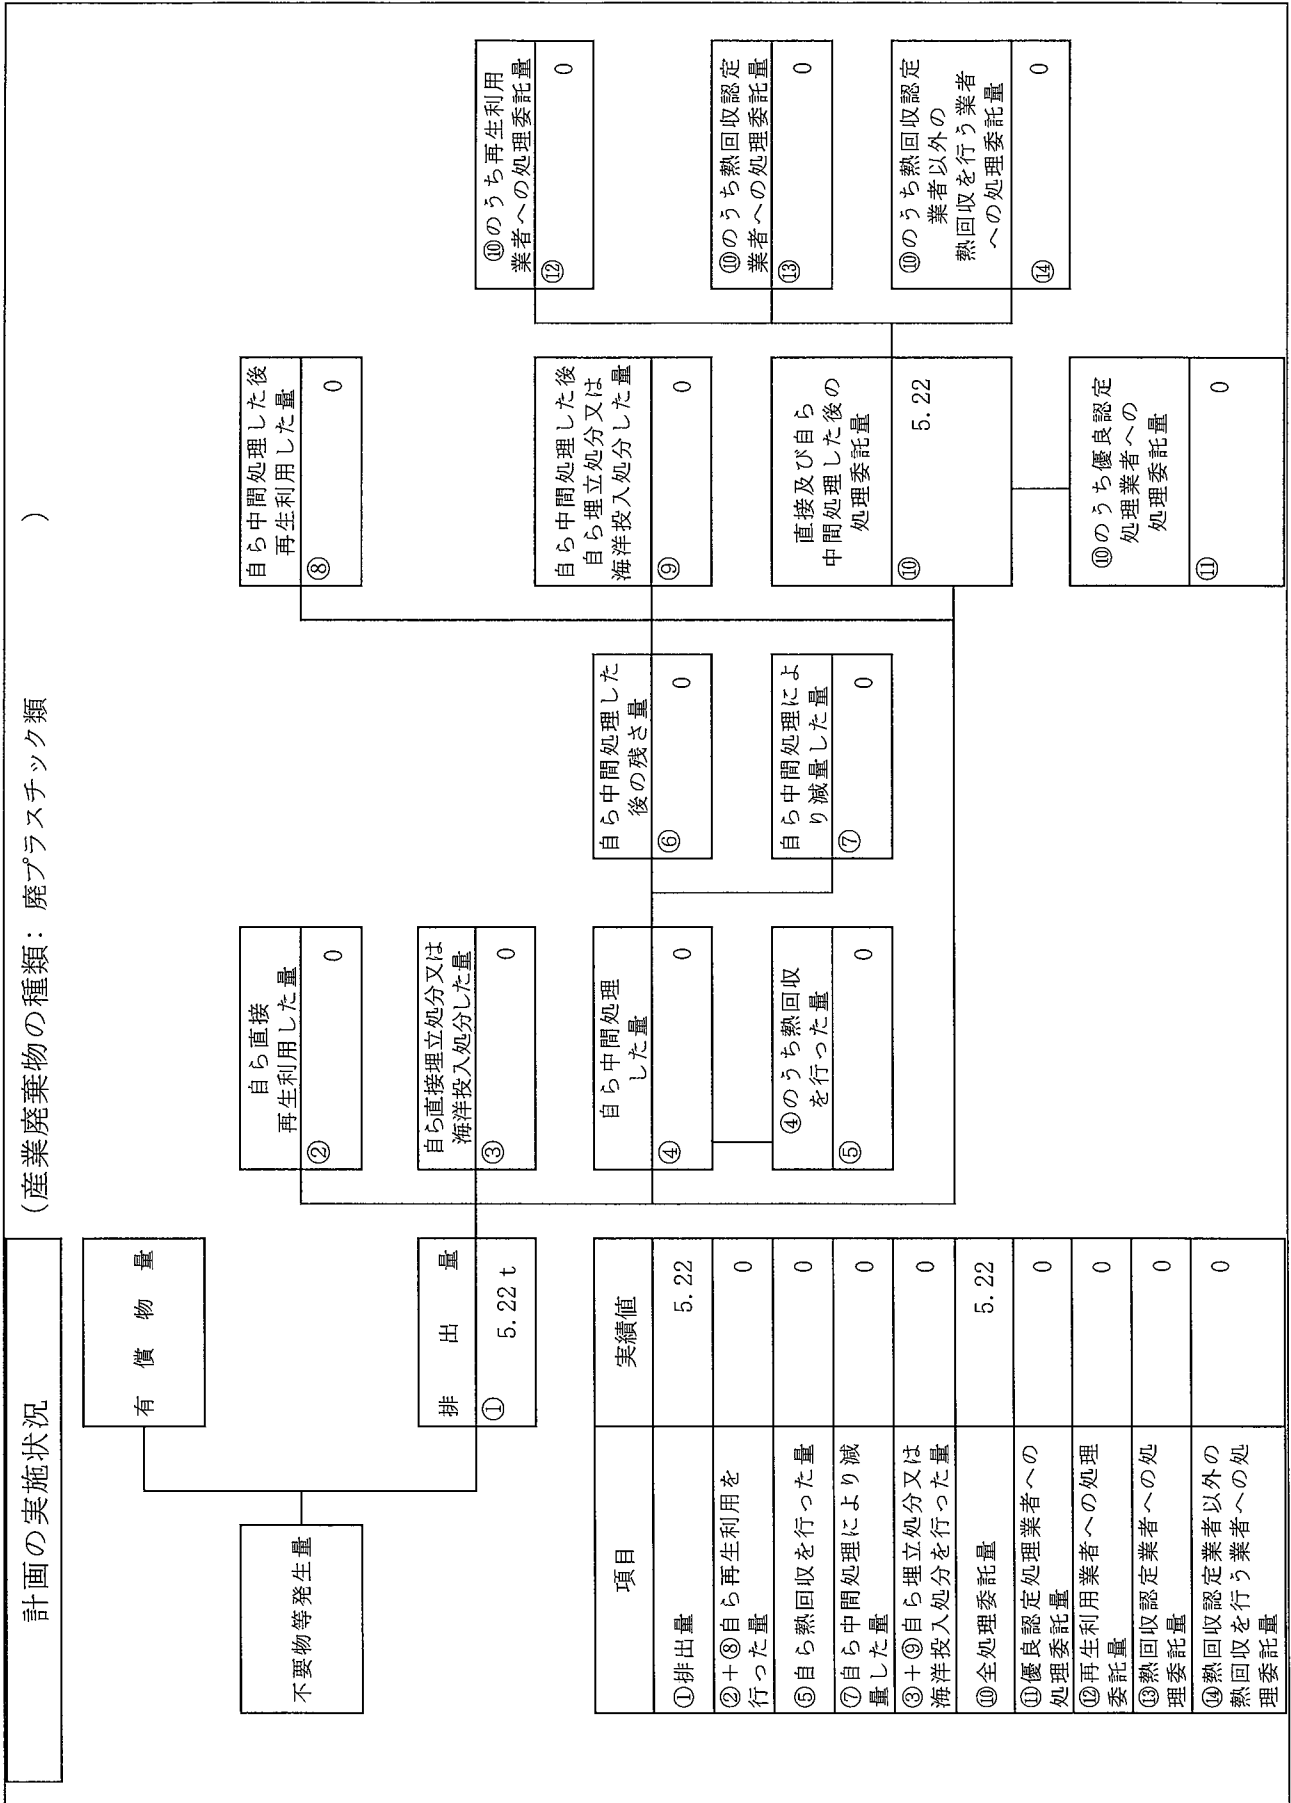 計画の実施状況
(産業廃棄物の種類：廃プラスチック類　　　　　)
不要物等発生量
有償物量
排出量
① 5.22 t
自ら直接
再生利用した量
② 0
自ら直接埋立処分又は
海洋投入処分した量
③ 0
自ら中間処理
した量
④ 0
④のうち熱回収
を行った量
⑤ 0
自ら中間処理した
後の残さ量
⑥ 0
自ら中間処理によ
り減量した量
⑦ 0
自ら中間処理した後
再生利用した量
⑧ 0
自ら中間処理した後
自ら埋立処分又は
海洋投入処分した量
⑨ 0
直接及び自ら
中間処理した後の
処理委託量
⑩ 5.22
⑩のうち優良認定
処理業者への
処理委託量
⑪ 0
⑩のうち再生利用
業者への処理委託量
⑫ 0
⑩のうち熱回収認定
業者への処理委託量
⑬ 0
⑩のうち熱回収認定
業者以外の
熱回収を行う業者
への処理委託量
⑭ 0
項目 実績値
①排出量 5.22
②＋⑧自ら再生利用を
行った量 0
⑤自ら熱回収を行った量 0
⑦自ら中間処理により減
量した量 0
③＋⑨自ら埋立処分又は
海洋投入処分を行った量 0
⑩全処理委託量 5.22
⑪優良認定処理業者への
処理委託量 0
⑫再生利用業者への処理
委託量 0
⑬熱回収認定業者への処
理委託量 0
⑭熱回収認定業者以外の
熱回収を行う業者への処
理委託量 0